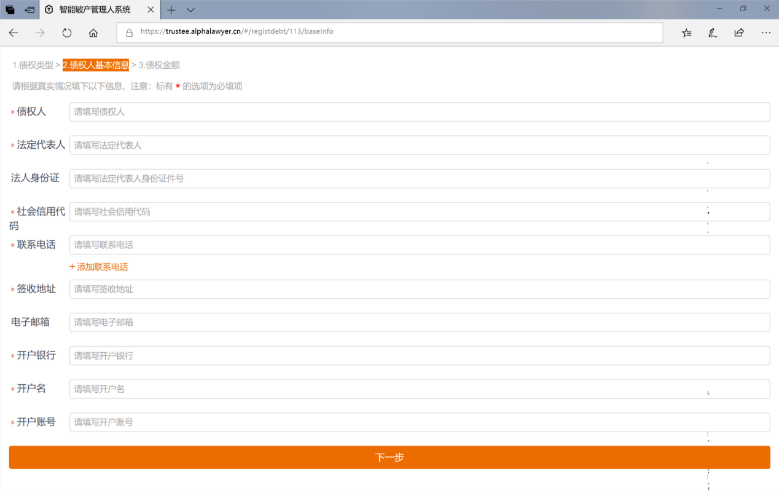 智能破产管理人系统
https://trustee.alphalawyer.cn/#/registdebt/113/baseInfo
1.债权类型 > 2.债权人基本信息 > 3.债权金额
请根据真实情况填下以下信息，注意：标有 * 的选项为必填项
* 债权人 请填写债权人
* 法定代表人 请填写法定代表人
法人身份证 请填写法定代表人身份证件号
* 社会信用代码 请填写社会信用代码
* 联系电话 请填写联系电话
+ 添加联系电话
* 签收地址 请填写签收地址
电子邮箱 请填写电子邮箱
* 开户银行 请填写开户银行
* 开户名 请填写开户名
* 开户账号 请填写开户账号
下一步